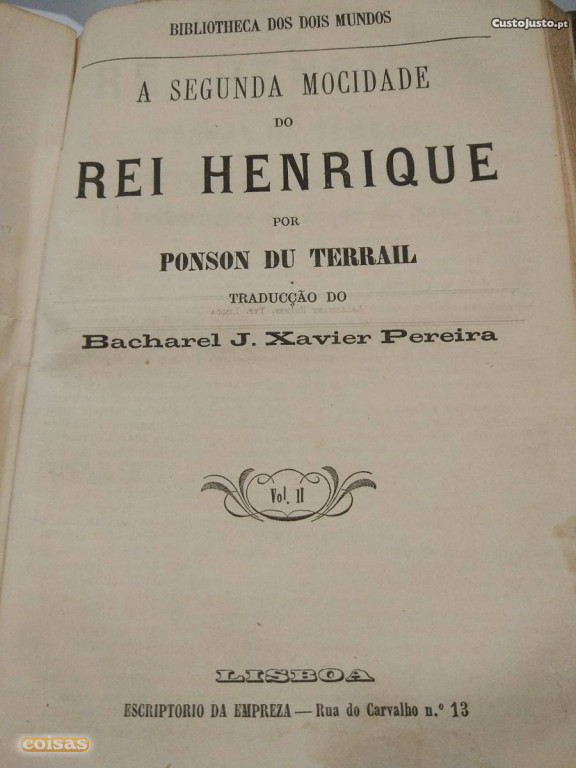 BIBLIOTHECA DOS DOIS MUNDOS
CustoJusto.pt
A SEGUNDA MOCIDADE
DO
REI HENRIQUE
POR
PONSON DU TERRAIL
TRADUCÇÃO DO
Bacharel J. Xavier Pereira
Vol. II
LISBOA
ESCRIPTORIO DA EMPREZA — Rua do Carvalho n.º 13
coisas